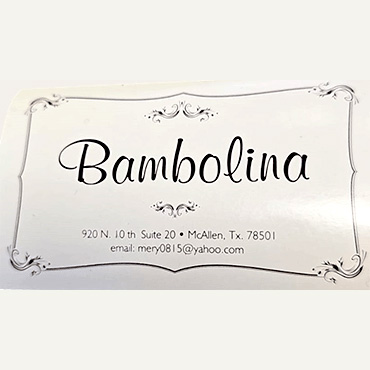 Bambolina
920 N. 10 th Suite 20 • McAllen, Tx. 78501
email: mery0815@yahoo.com